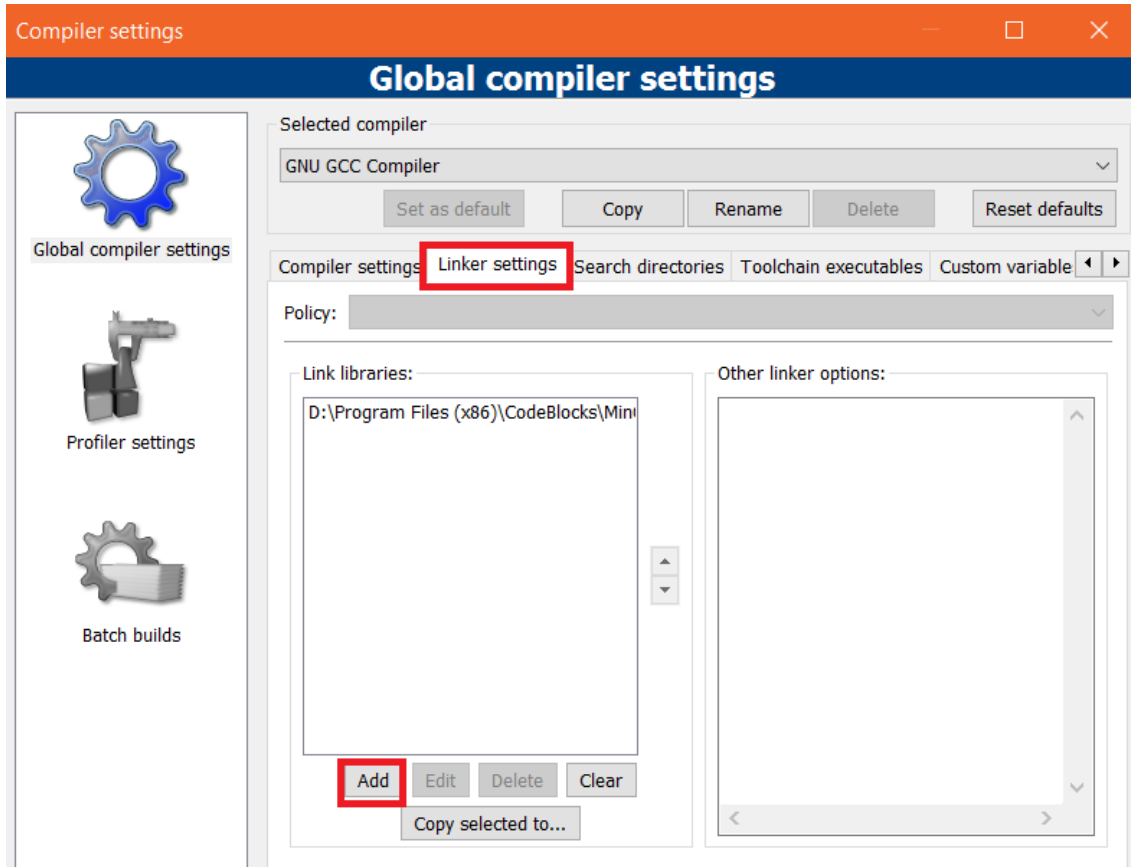 Compiler settings
Global compiler settings
Global compiler settings
Profiler settings
Batch builds
Selected compiler
GNU GCC Compiler
Set as default Copy Rename Delete Reset defaults
Compiler settings Linker settings Search directories Toolchain executables Custom variable
Policy:
Link libraries:
D:\Program Files (x86)\CodeBlocks\Min
Add Edit Delete Clear
Copy selected to...
Other linker options: